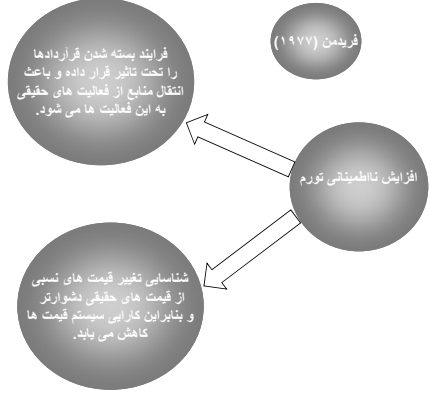 فریدمن (۱۹۷۷)
افزایش نااطمینانی تورم
فرایند بسته شدن قرآردادها
را تحت تاثیر قرار داده و باعث
انتقال منابع از فعالیت های حقیقی
به این فعالیت ها می شود.
شناسایی تغییر قیمت های نسبی
از قیمت های حقیقی دشوارتر
و بنابراین کارایی سیستم قیمت ها
کاهش می یابد.